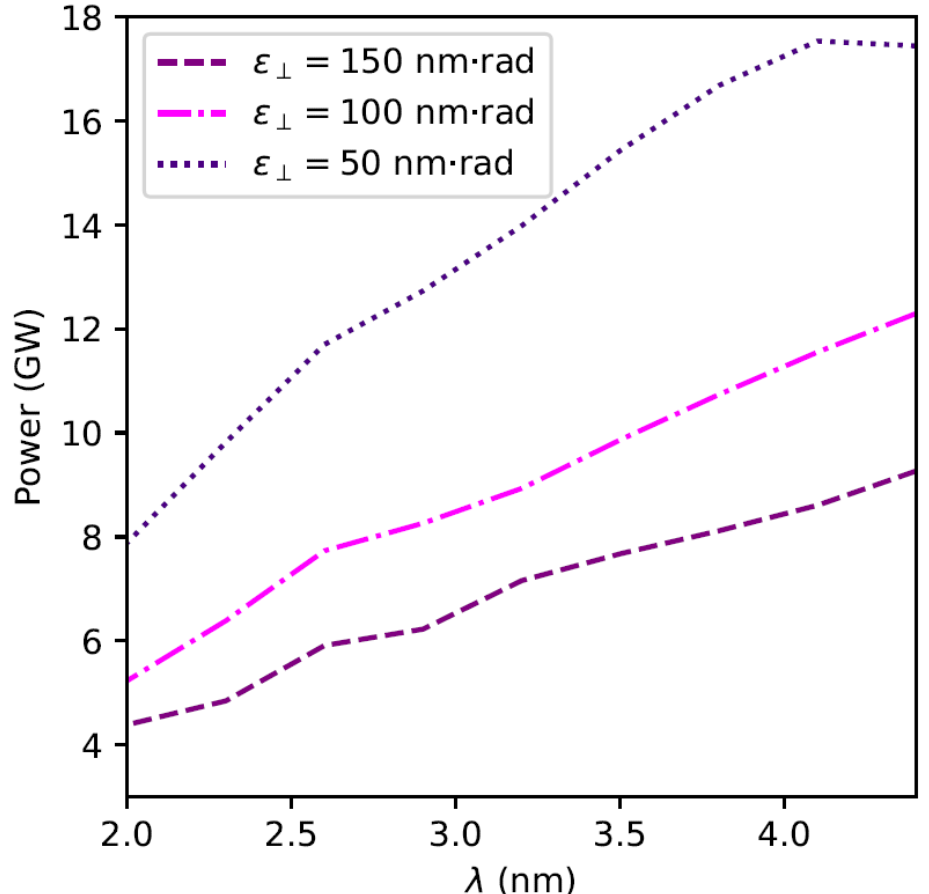 18
16
14
12
10
8
6
4
Power (GW)
ε⊥ = 150 nm·rad
ε⊥ = 100 nm·rad
ε⊥ = 50 nm·rad
2.0 2.5 3.0 3.5 4.0
λ (nm)